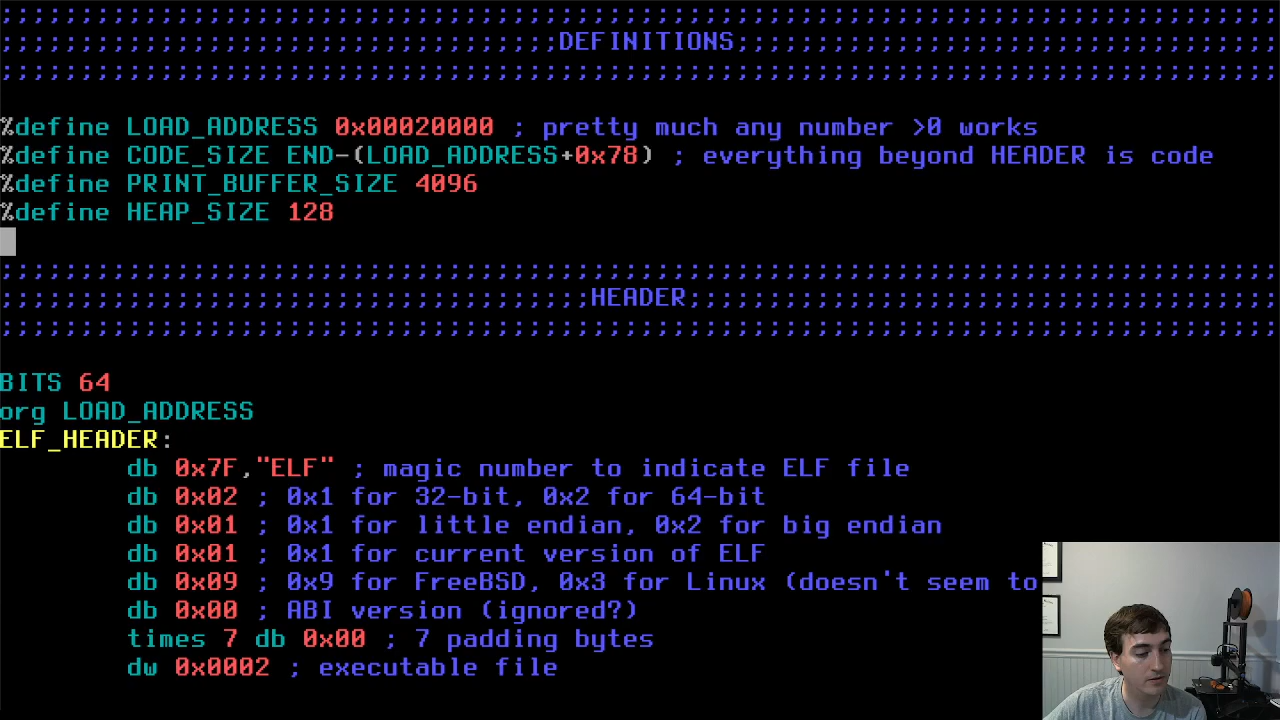 ;;;;;;;;;;;;;;;;;;;;;;;;;;;;;;;;;;;;;;;;;;;;;;;;;;;;;;;;;;;;;;;;;;;;;;;;;;;;;;;;
;;;;;;;;;;;;;;;;;;;;;;;;;;;;;;;;;;;DEFINITIONS;;;;;;;;;;;;;;;;;;;;;;;;;;;;;;;;;;
;;;;;;;;;;;;;;;;;;;;;;;;;;;;;;;;;;;;;;;;;;;;;;;;;;;;;;;;;;;;;;;;;;;;;;;;;;;;;;;;
%define LOAD_ADDRESS 0x00020000 ; pretty much any number >0 works
%define CODE_SIZE END-(LOAD_ADDRESS+0x78) ; everything beyond HEADER is code
%define PRINT_BUFFER_SIZE 4096
%define HEAP_SIZE 128
;;;;;;;;;;;;;;;;;;;;;;;;;;;;;;;;;;;;;;;;;;;;;;;;;;;;;;;;;;;;;;;;;;;;;;;;;;;;;;;;
;;;;;;;;;;;;;;;;;;;;;;;;;;;;;;;;;;;;;HEADER;;;;;;;;;;;;;;;;;;;;;;;;;;;;;;;;;;;;;
;;;;;;;;;;;;;;;;;;;;;;;;;;;;;;;;;;;;;;;;;;;;;;;;;;;;;;;;;;;;;;;;;;;;;;;;;;;;;;;;
BITS 64
org LOAD_ADDRESS
ELF_HEADER:
db 0x7F,"ELF" ; magic number to indicate ELF file
db 0x02 ; 0x1 for 32-bit, 0x2 for 64-bit
db 0x01 ; 0x1 for little endian, 0x2 for big endian
db 0x01 ; 0x1 for current version of ELF
db 0x09 ; 0x9 for FreeBSD, 0x3 for Linux (doesn't seem to
db 0x00 ; ABI version (ignored?)
times 7 db 0x00 ; 7 padding bytes
dw 0x0002 ; executable file